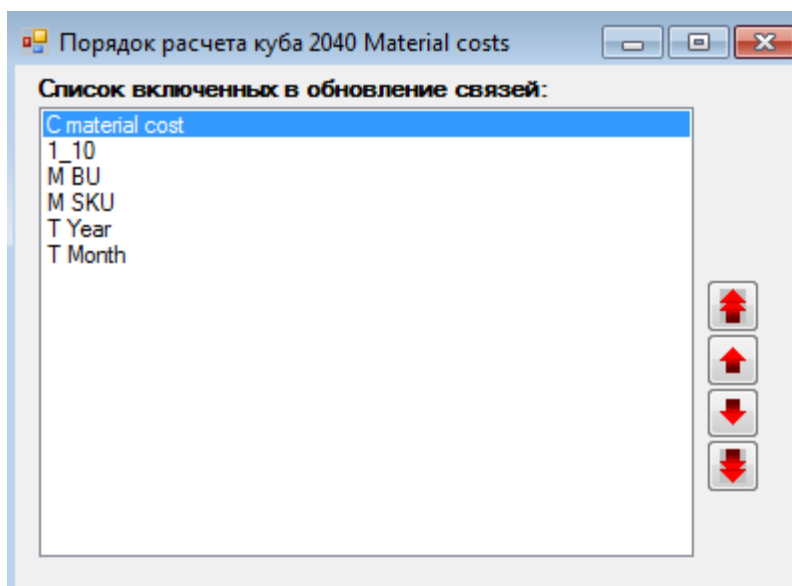 Порядок расчета куба 2040 Material costs
Список включенных в обновление связей:
C material cost
1_10
M BU
M SKU
T Year
T Month